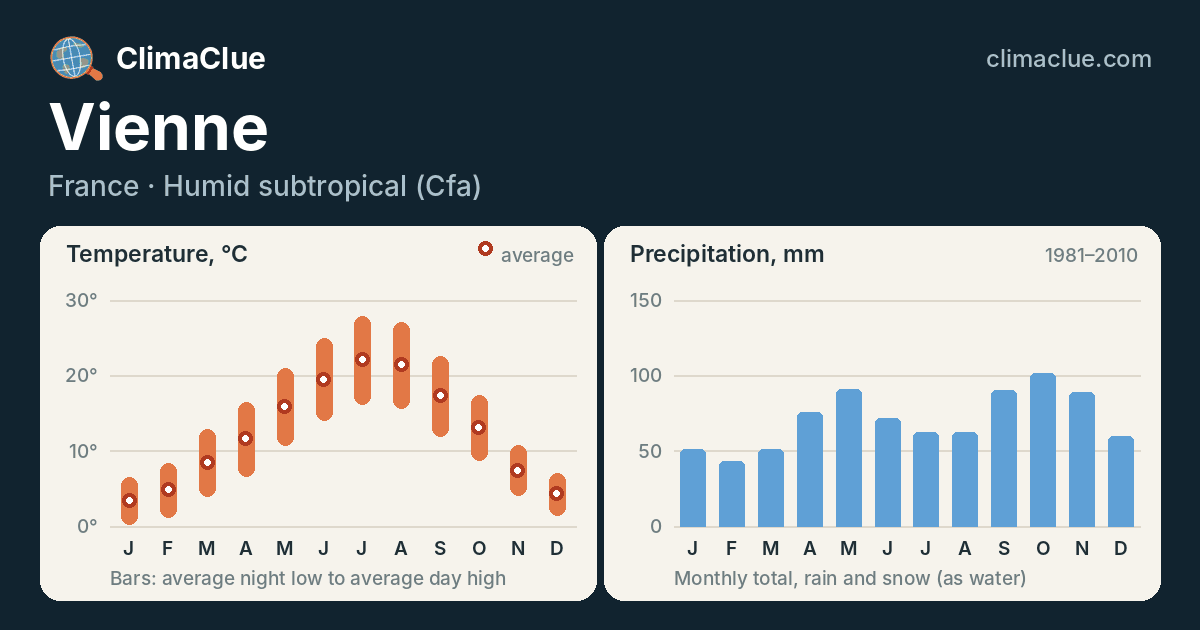 ClimaClue
climaclue.com
Vienne
France · Humid subtropical (Cfa)
Temperature, °C
average
30°
20°
10°
0°
J F M A M J J A S O N D
Bars: average night low to average day high
Precipitation, mm
1981–2010
150
100
50
0
J F M A M J J A S O N D
Monthly total, rain and snow (as water)